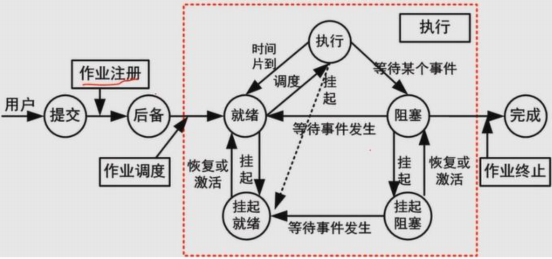 执行
执行
时间
片到
调度
挂
起
等待某个事件
作业注册
用户
提交
后备
就绪
等待事件发生
阻塞
完成
作业调度
恢复或
激活
挂
起
挂
起
恢复或
激活
作业终止
挂起
就绪
等待事件发生
挂起
阻塞